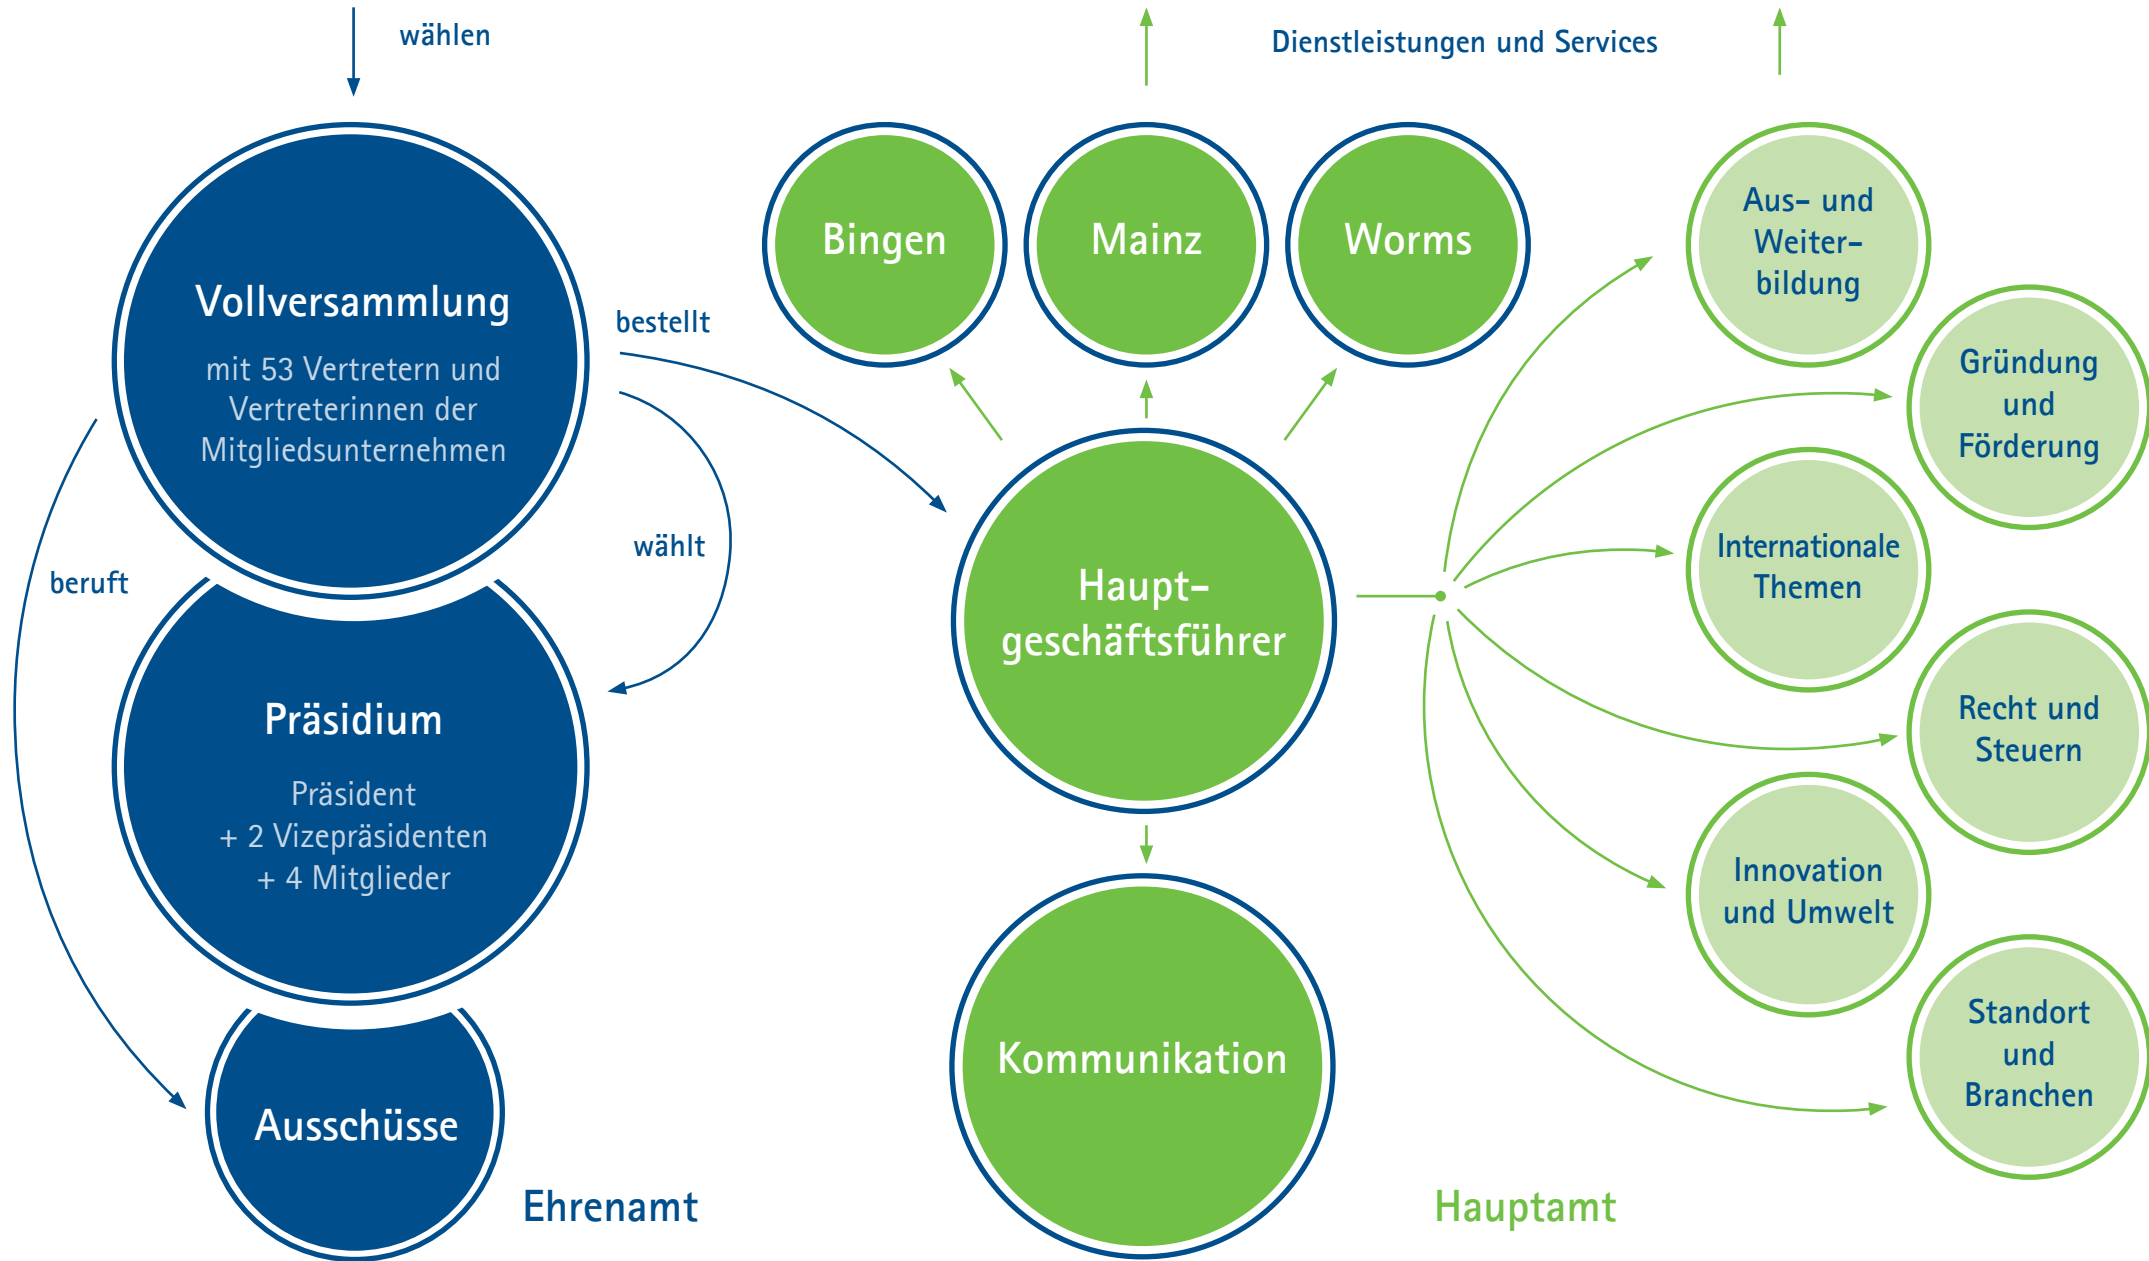 wählen
Dienstleistungen und Services
Vollversammlung
mit 53 Vertretern und
Vertreterinnen der
Mitgliedsunternehmen
bestellt
wählt
beruft
Präsidium
Präsident
+ 2 Vizepräsidenten
+ 4 Mitglieder
Ausschüsse
Ehrenamt
Bingen
Mainz
Worms
Haupt-
geschäftsführer
Kommunikation
Hauptamt
Aus- und
Weiter-
bildung
Gründung
und
Förderung
Internationale
Themen
Recht und
Steuern
Innovation
und Umwelt
Standort
und
Branchen